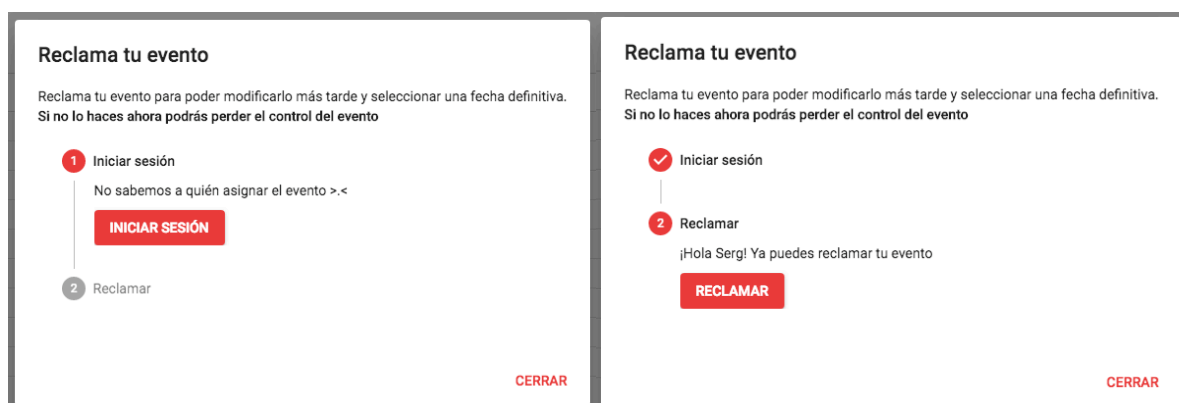 Reclama tu evento
Reclama tu evento para poder modificarlo más tarde y seleccionar una fecha definitiva.
Si no lo haces ahora podrás perder el control del evento
1 Iniciar sesión
No sabemos a quién asignar el evento >.<
INICIAR SESIÓN
2 Reclamar
CERRAR
Reclama tu evento
Reclama tu evento para poder modificarlo más tarde y seleccionar una fecha definitiva.
Si no lo haces ahora podrás perder el control del evento
Iniciar sesión
2 Reclamar
¡Hola Serg! Ya puedes reclamar tu evento
RECLAMAR
CERRAR